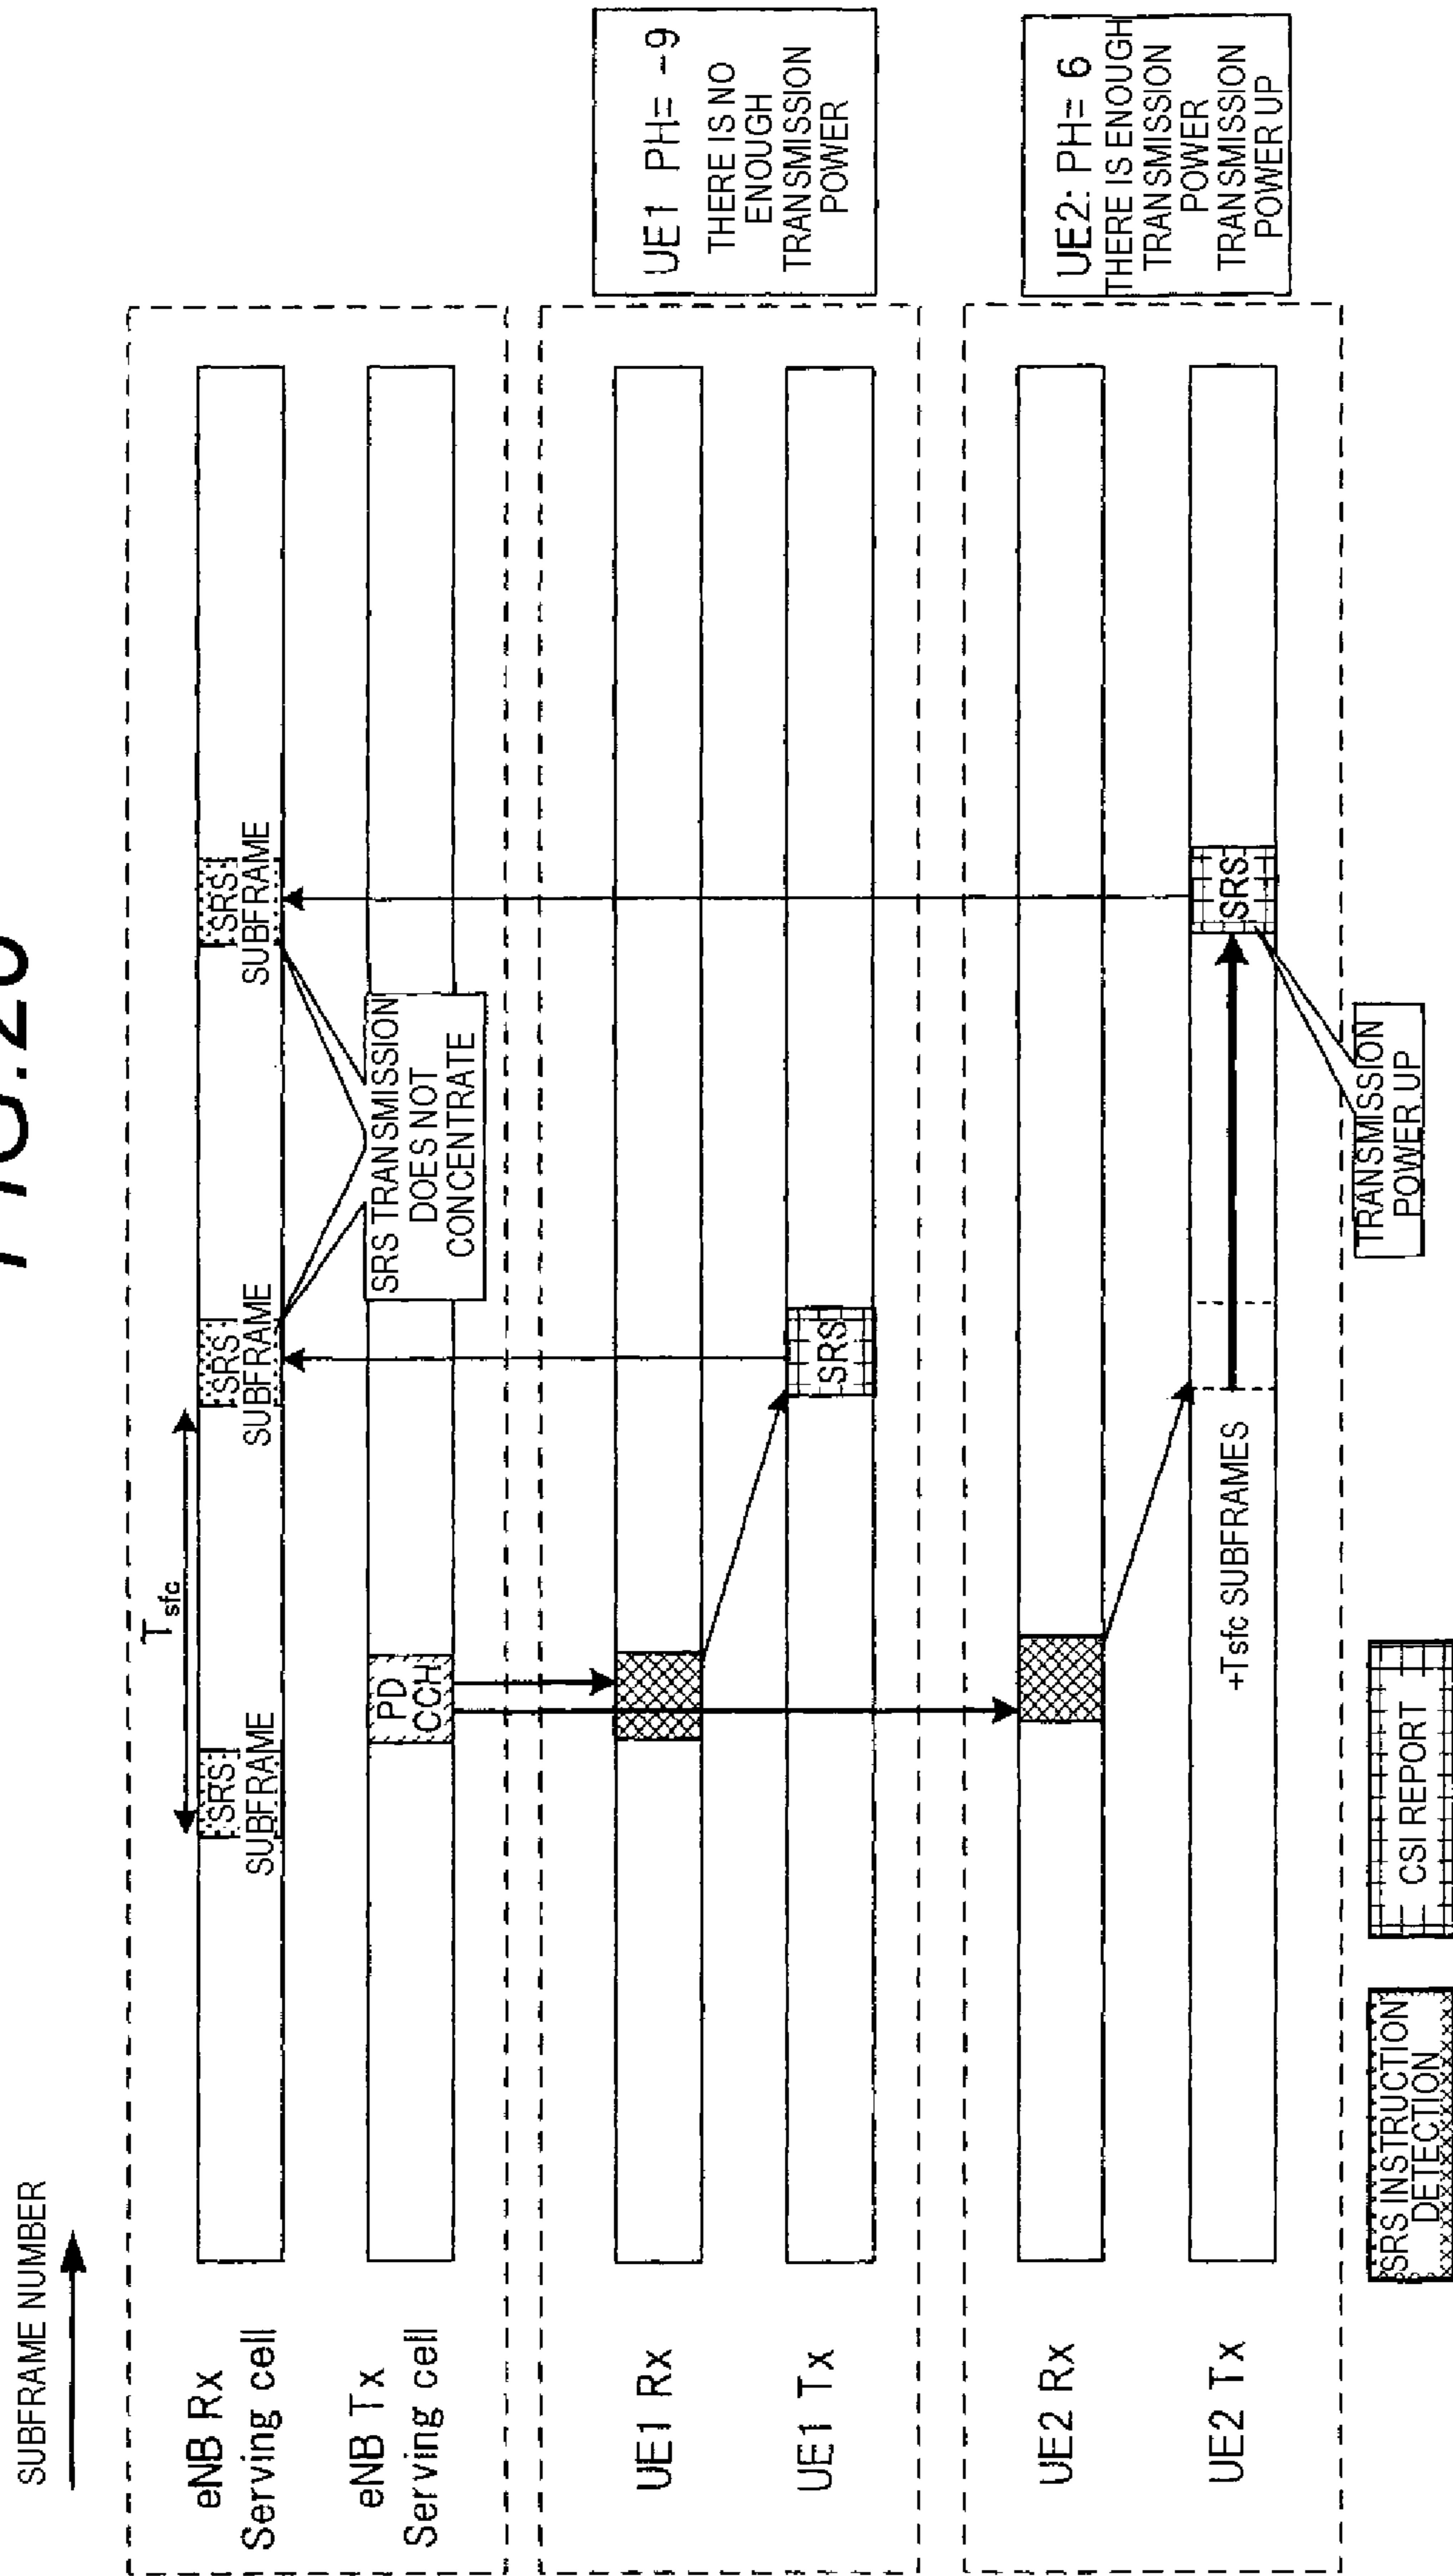 SUBFRAME NUMBER
eNB Rx
Serving cell
Tsfc
SRS
SUBFRAME
SRS
SUBFRAME
SRS
SUBFRAME
eNB Tx
Serving cell
PD
CCH
SRS TRANSMISSION
DOES NOT
CONCENTRATE
UE1 Rx
UE1 Tx
SRS
UE1 PH= -9
THERE IS NO
ENOUGH
TRANSMISSION
POWER
UE2 Rx
UE2 Tx
+Tsfc SUBFRAMES
SRS
UE2: PH= 6
THERE IS ENOUGH
TRANSMISSION
POWER
TRANSMISSION
POWER UP
TRANSMISSION
POWER UP
SRS INSTRUCTION
DETECTION
CSI REPORT